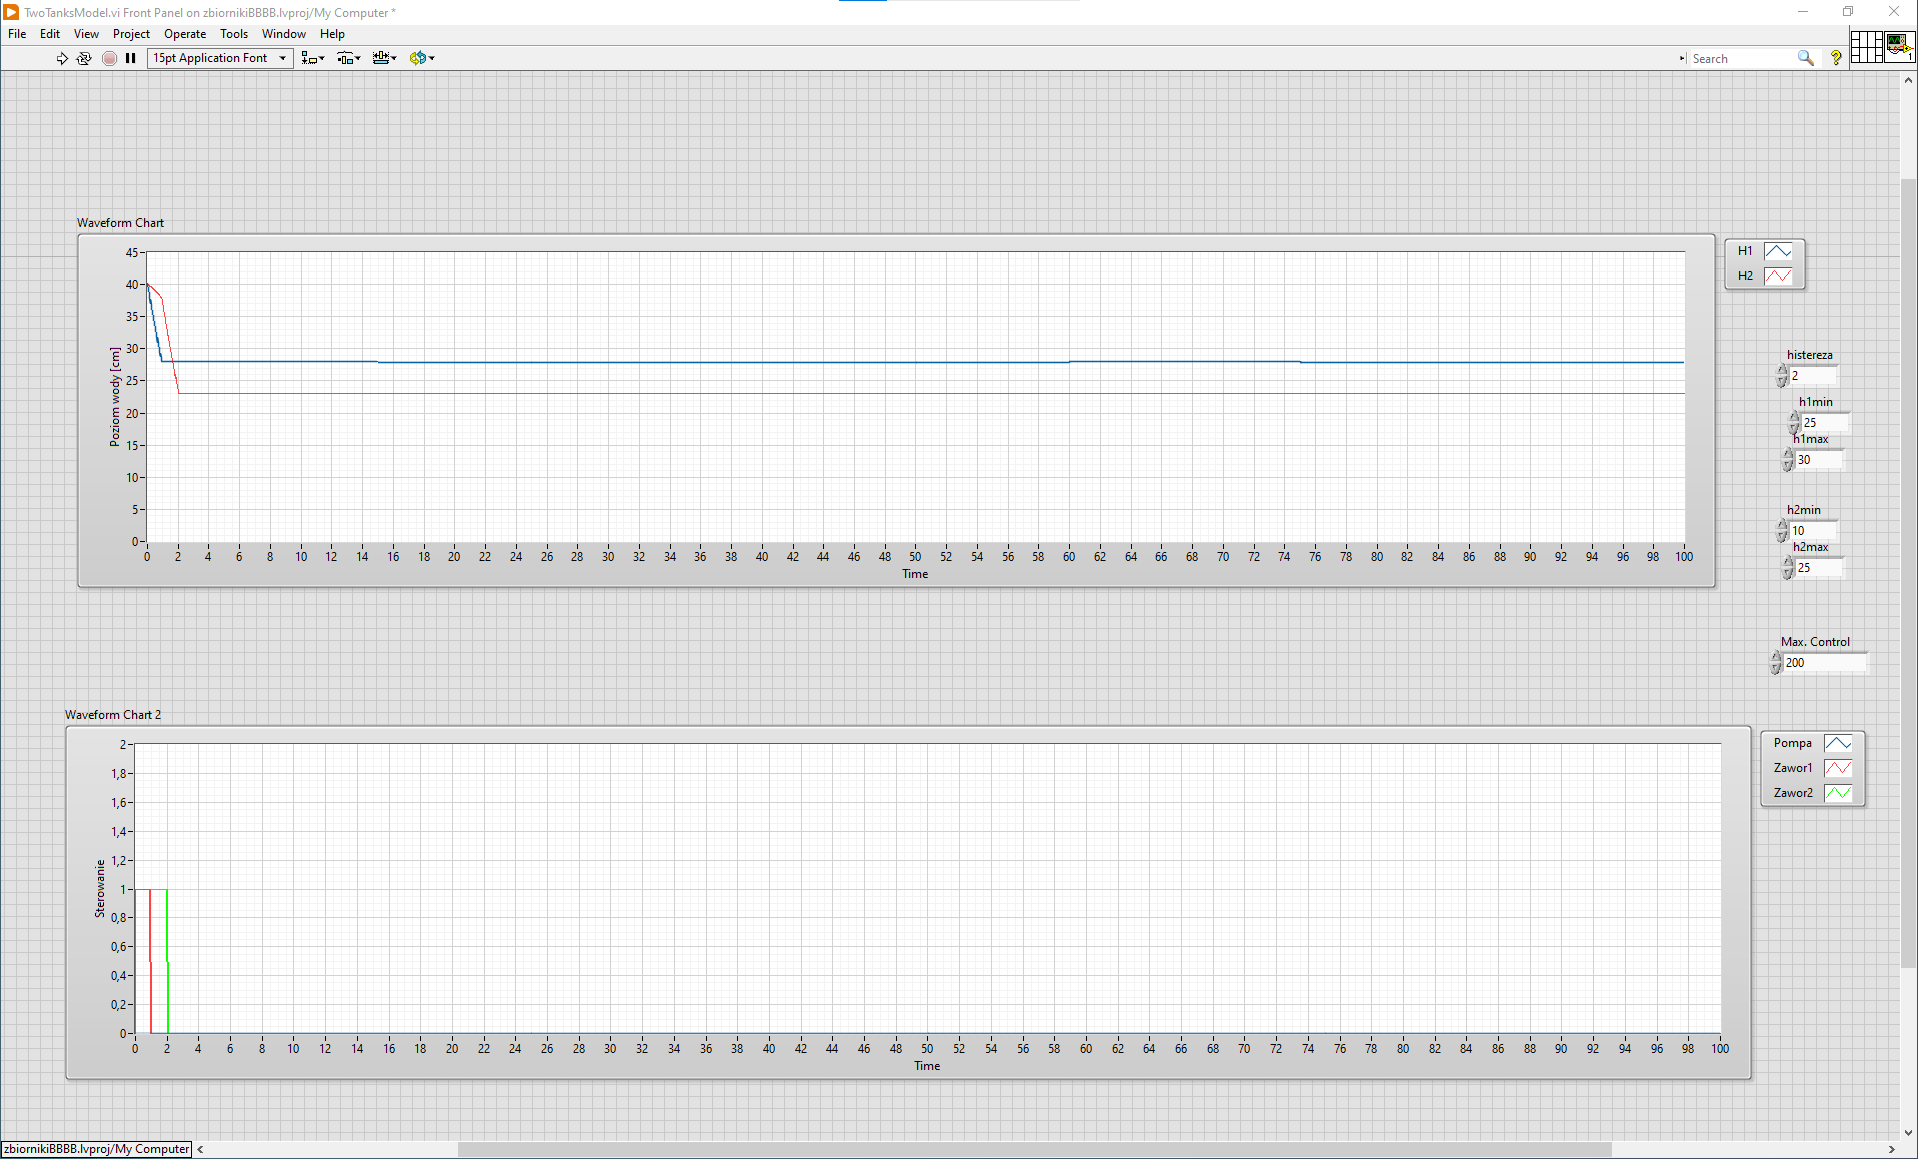 TwoTanksModel.vi Front Panel on zbiornikiBBBB.lvproj/My Computer *
File Edit View Project Operate Tools Window Help
15pt Application Font
Search
?
1
Waveform Chart
45
40
35
30
25
20
15
10
5
0
Poziom wody [cm]
0 2 4 6 8 10 12 14 16 18 20 22 24 26 28 30 32 34 36 38 40 42 44 46 48 50 52 54 56 58 60 62 64 66 68 70 72 74 76 78 80 82 84 86 88 90 92 94 96 98 100
Time
H1
H2
histereza
2
h1min
25
h1max
30
h2min
10
h2max
25
Max. Control
200
Waveform Chart 2
2
1,8
1,6
1,4
1,2
1
0,8
0,6
0,4
0,2
0
Sterowanie
0 2 4 6 8 10 12 14 16 18 20 22 24 26 28 30 32 34 36 38 40 42 44 46 48 50 52 54 56 58 60 62 64 66 68 70 72 74 76 78 80 82 84 86 88 90 92 94 96 98 100
Time
Pompa
Zawor1
Zawor2
zbiornikiBBBB.lvproj/My Computer